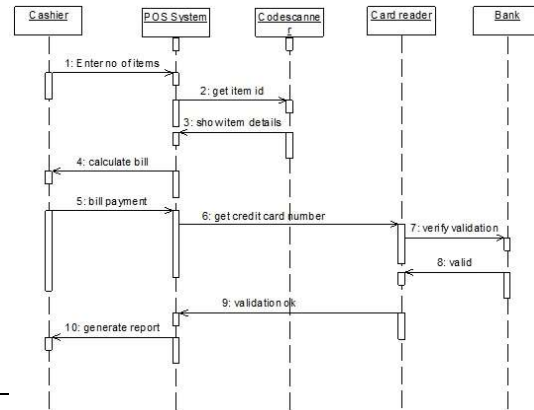 Cashier
POS System
Codescanne
r
Card reader
Bank
1: Enter no of items
2: get item id
3: show item details
4: calculate bill
5: bill payment
6: get credit card number
7: verify validation
8: valid
9: validation ok
10: generate report